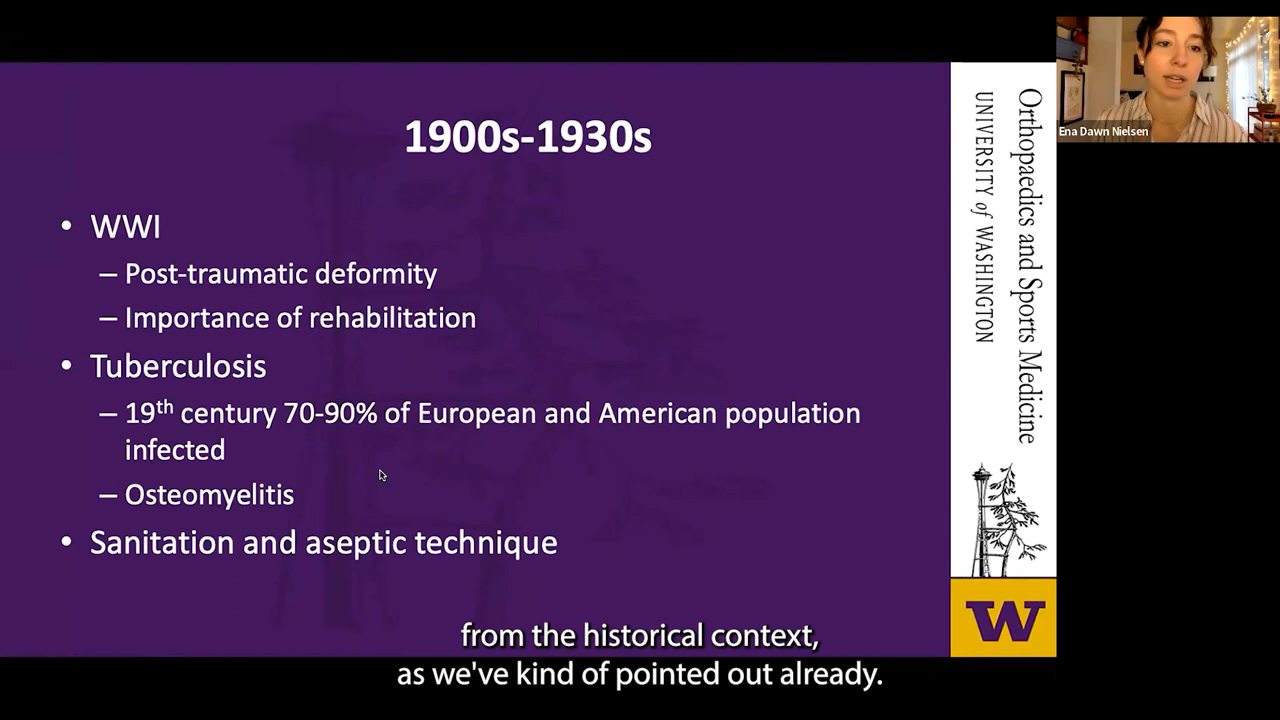 1900s-1930s
• WWI
– Post-traumatic deformity
– Importance of rehabilitation
• Tuberculosis
– 19th century 70-90% of European and American population
infected
– Osteomyelitis
• Sanitation and aseptic technique
Orthopaedics and Sports Medicine
UNIVERSITY of WASHINGTON
W
Ena Dawn Nielsen
from the historical context,
as we've kind of pointed out already.